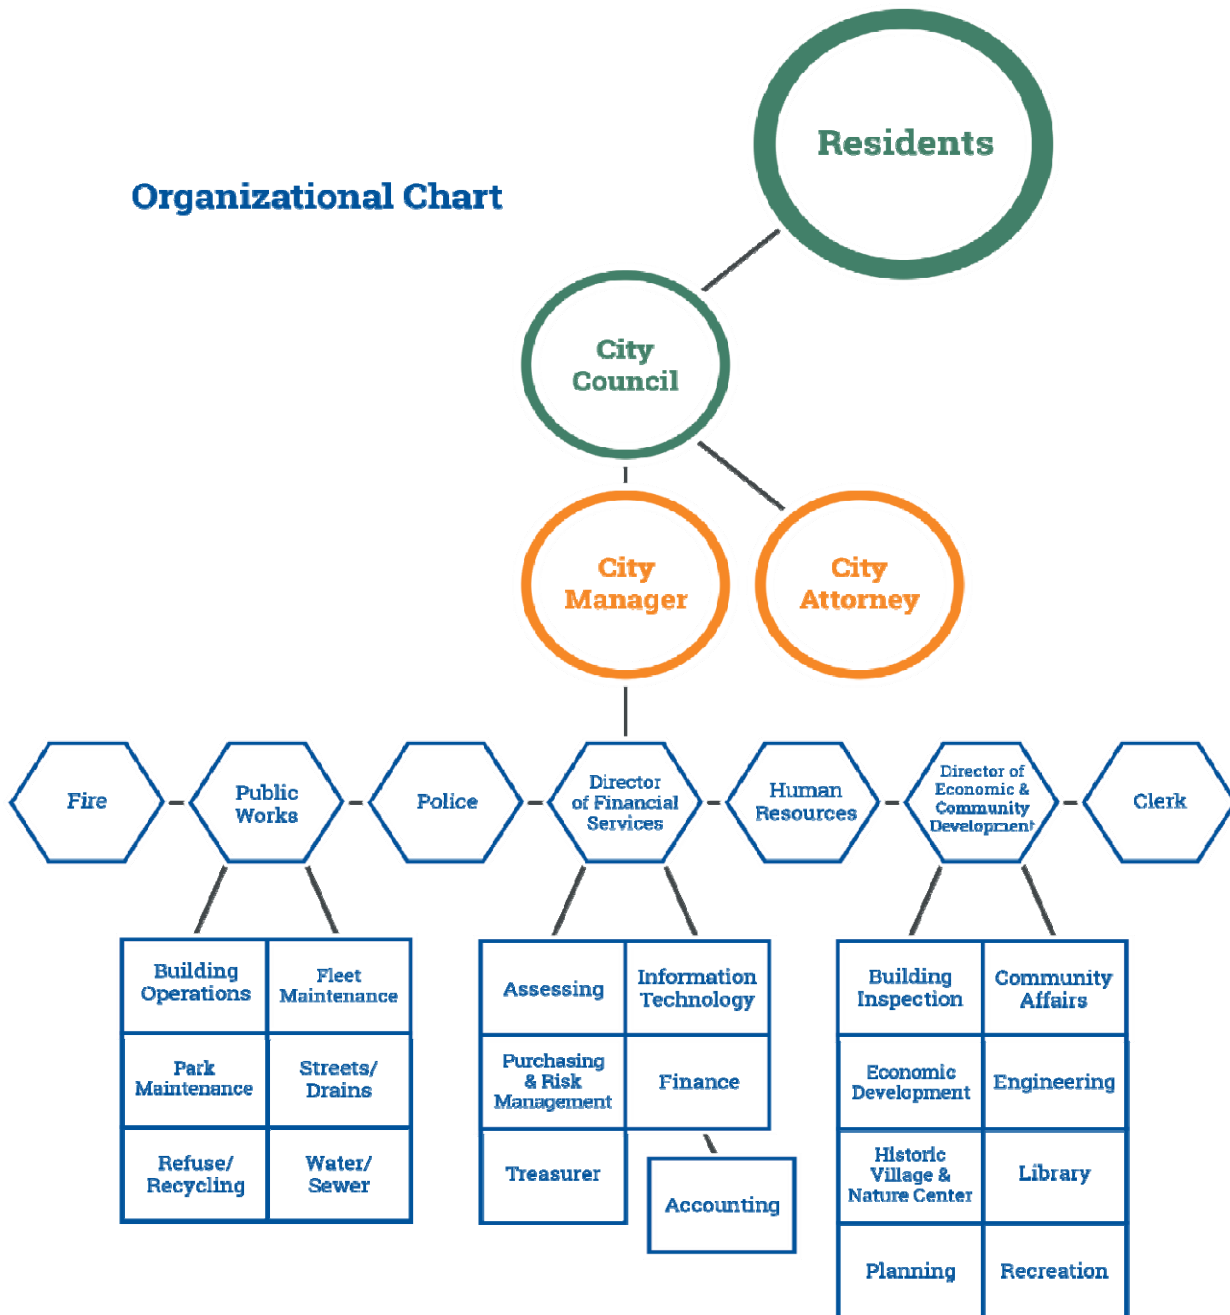 Residents
Organizational Chart
City
Council
City
Manager
City
Attorney
Fire
Public
Works
Police
Director
of Financial
Services
Human
Resources
Director of
Economic &
Community
Development
Clerk
Building
Operations
Fleet
Maintenance
Park
Maintenance
Streets/
Drains
Refuse/
Recycling
Water/
Sewer
Assessing
Information
Technology
Purchasing
& Risk
Management
Finance
Treasurer
Accounting
Building
Inspection
Community
Affairs
Economic
Development
Engineering
Historic
Village &
Nature Center
Library
Planning
Recreation